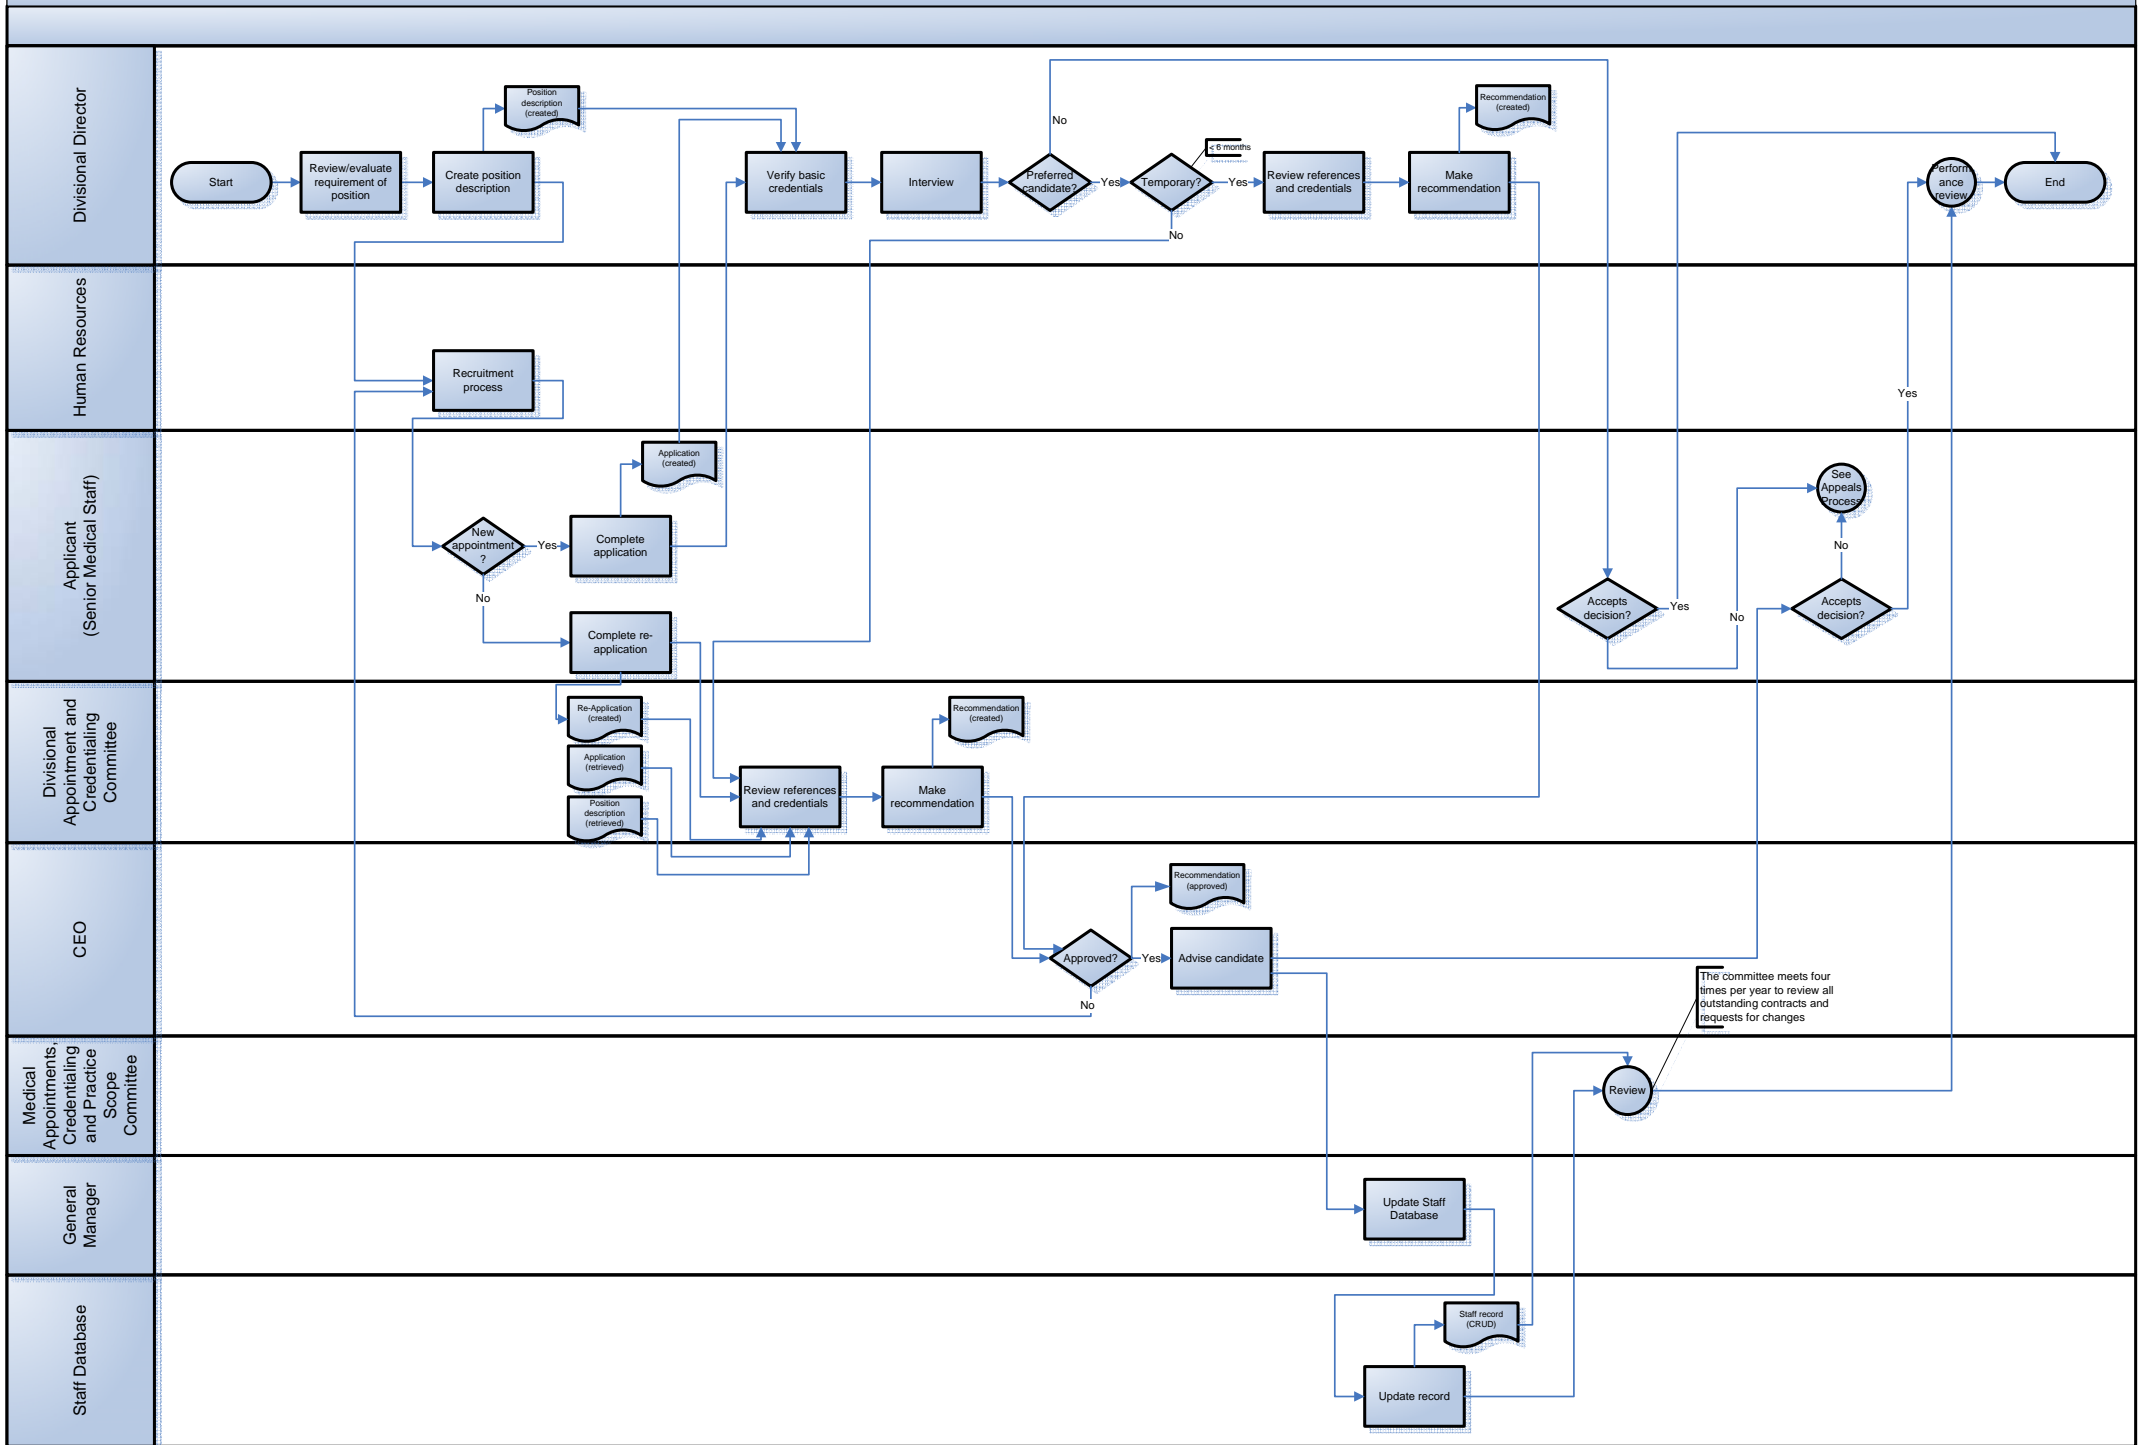 Divisional Director
Start
Review/evaluate
requirement of
position
Create position
description
Position
description
(created)
Verify basic
credentials
Interview
Preferred
candidate?
No
Yes
Temporary?
< 6 months
Yes
No
Review references
and credentials
Make
recommendation
Recommendation
(created)
Perform
ance
review
End
Human Resources
Recruitment
process
Yes
Applicant
(Senior Medical Staff)
New
appointment
?
Yes
No
Application
(created)
Complete
application
Complete re-
application
Accepts
decision?
Yes
No
See
Appeals
Process
No
Accepts
decision?
Divisional
Appointment and
Credentialing
Committee
Re-Application
(created)
Application
(retrieved)
Position
description
(retrieved)
Review references
and credentials
Make
recommendation
Recommendation
(created)
CEO
Approved?
Yes
No
Recommendation
(approved)
Advise candidate
The committee meets four
times per year to review all
outstanding contracts and
requests for changes
Medical
Appointments,
Credentialing
and Practice
Scope
Committee
Review
General
Manager
Update Staff
Database
Staff Database
Staff record
(CRUD)
Update record